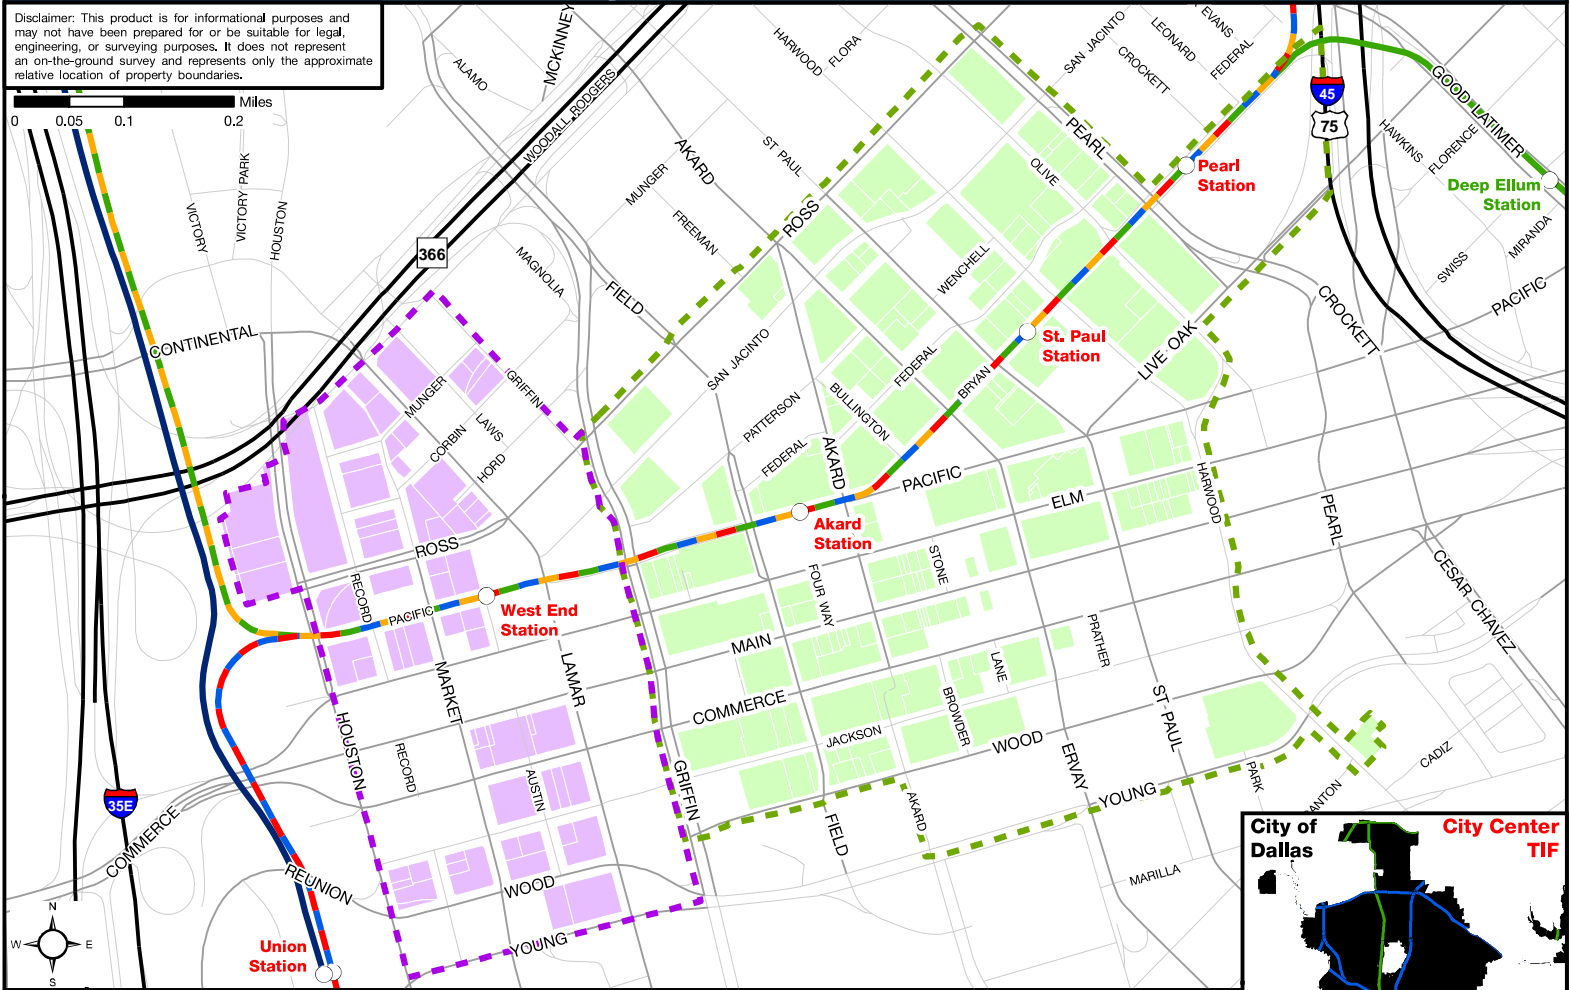 Disclaimer: This product is for informational purposes and
may not have been prepared for or be suitable for legal,
engineering, or surveying purposes. It does not represent
an on-the-ground survey and represents only the approximate
relative location of property boundaries.
Miles
0 0.05 0.1 0.2
MCKINNEY
ALAMO
WOODALL RODGERS
HARWOOD
FLORA
SAN JACINTO
LEONARD
EVANS
CROCKETT
FEDERAL
45
75
GOOD LATIMER
HAWKINS
FLORENCE
Deep Ellum
Station
MIRANDA
SWISS
PACIFIC
CROCKETT
PEARL
Pearl
Station
OLIVE
ST PAUL
AKARD
MUNGER
FREEMAN
ROSS
VICTORY
VICTORY PARK
HOUSTON
366
MAGNOLIA
FIELD
WENCHELL
CONTINENTAL
SAN JACINTO
St. Paul
Station
LIVE OAK
FEDERAL
BRYAN
BULLINGTON
PATTERSON
FEDERAL
AKARD
MUNGER
GRIFFIN
LAWS
CORBIN
HORD
PACIFIC
ELM
HARWOOD
PEARL
Akard
Station
ROSS
RECORD
PACIFIC
West End
Station
FOUR WAY
STONE
CESAR CHAVEZ
MAIN
PRATHER
LANE
MARKET
LAMAR
COMMERCE
BROWDER
ST PAUL
HOUSTON
RECORD
JACKSON
WOOD
ERVAY
AUSTIN
GRIFFIN
YOUNG
PARK
CADIZ
35E
COMMERCE
FIELD
AKARD
MARILLA
REUNION
WOOD
YOUNG
Union
Station
N
W E
S
City of
Dallas
City Center
TIF